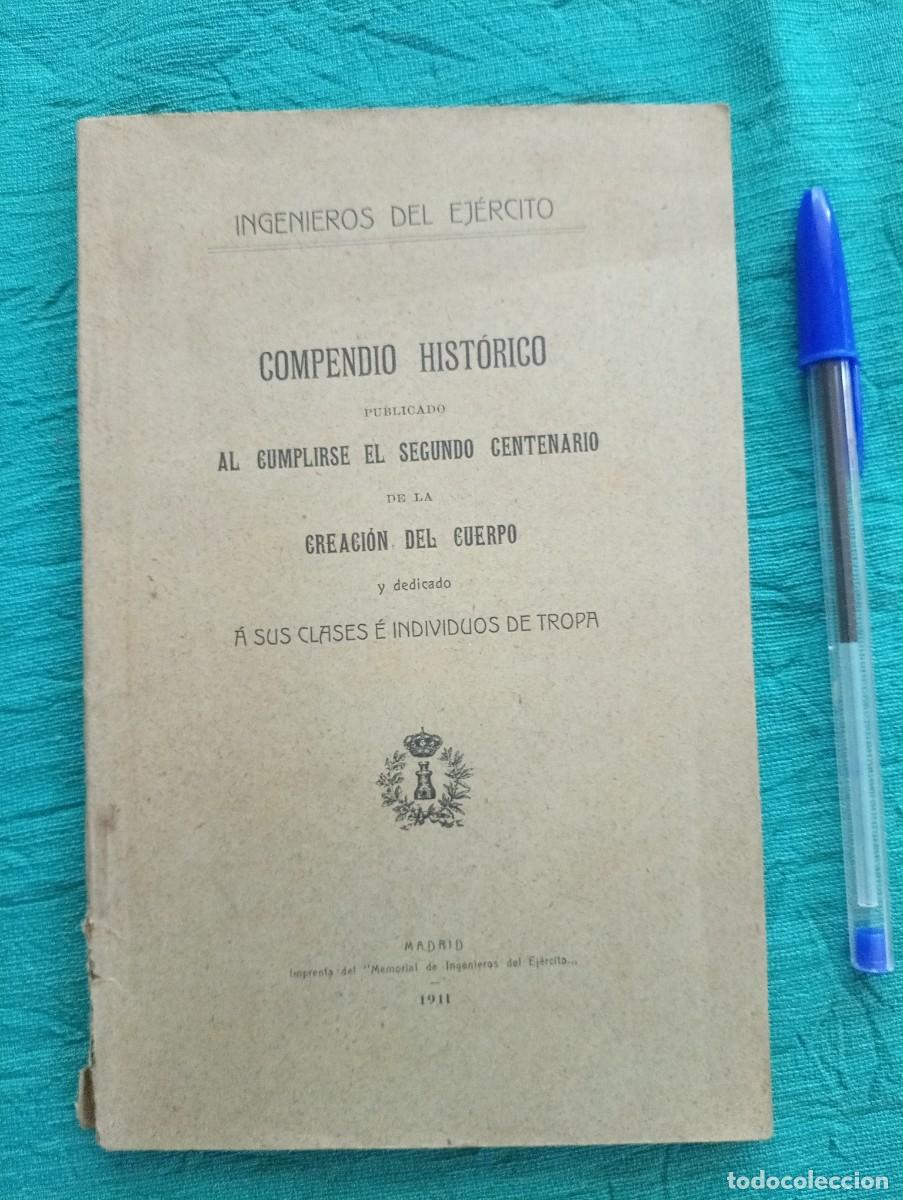 INGENIEROS DEL EJÉRCITO
COMPENDIO HISTÓRICO
PUBLICADO
AL CUMPLIRSE EL SEGUNDO CENTENARIO
DE LA
CREACIÓN DEL CUERPO
y dedicado
Á SUS CLASES É INDIVIDUOS DE TROPA
MADRID
Imprenta del "Memorial de Ingenieros del Ejército„
1911
todocoleccion